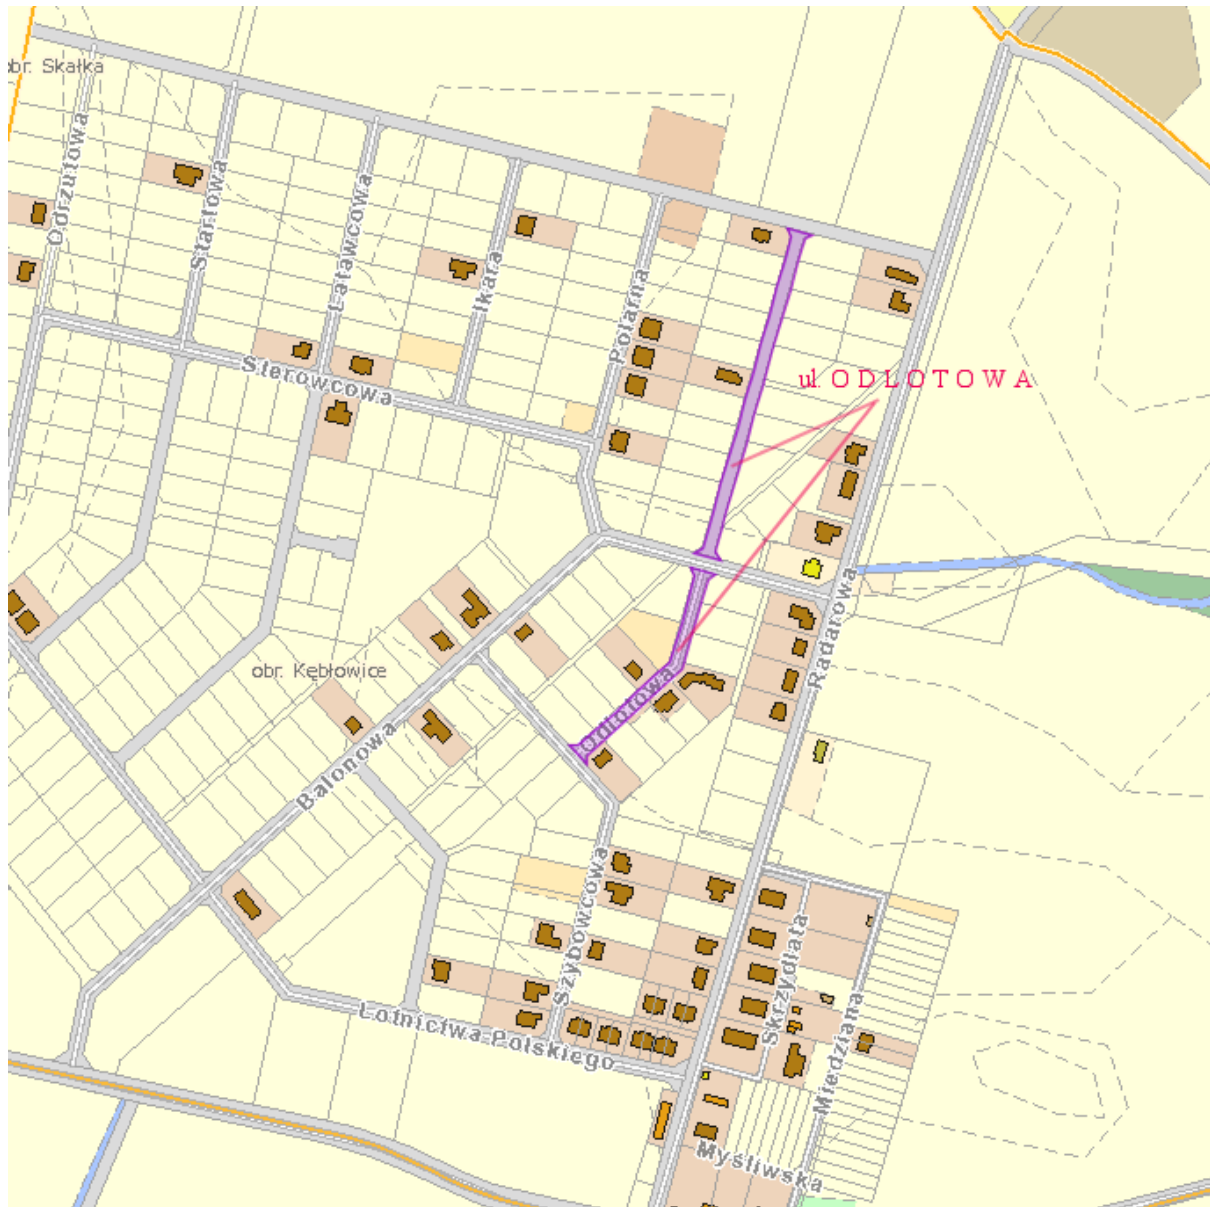 obr. Skałka
Odrzutowa
Startowa
Latawcowa
Ikara
Polarna
Sterowcowa
ul. O D L O T O W A
Radarowa
obr. Kębłowice
Odlotowa
Balonowa
Szybowcowa
Skrzydlata
Miedziana
Lotnictwa Polskiego
Myśliwska